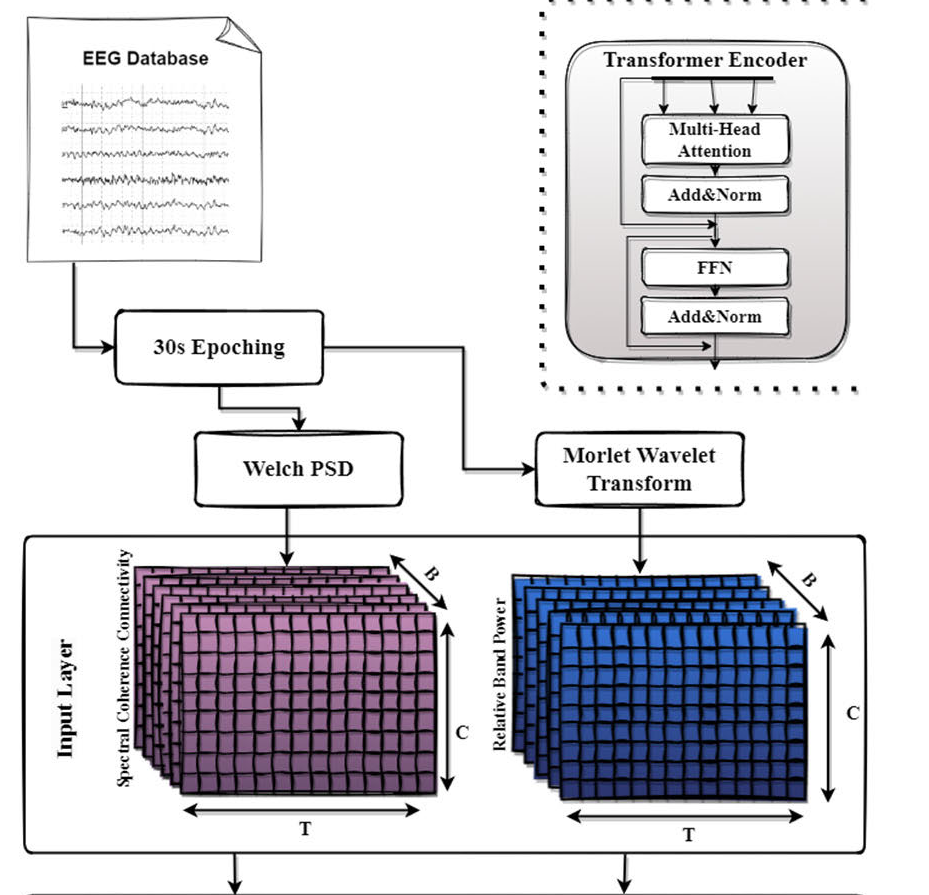 EEG Database
Transformer Encoder
Multi-Head
Attention
Add&Norm
FFN
Add&Norm
30s Epoching
Welch PSD
Morlet Wavelet
Transform
Input Layer
Spectral Coherence Connectivity
B
C
T
Relative Band Power
B
C
T